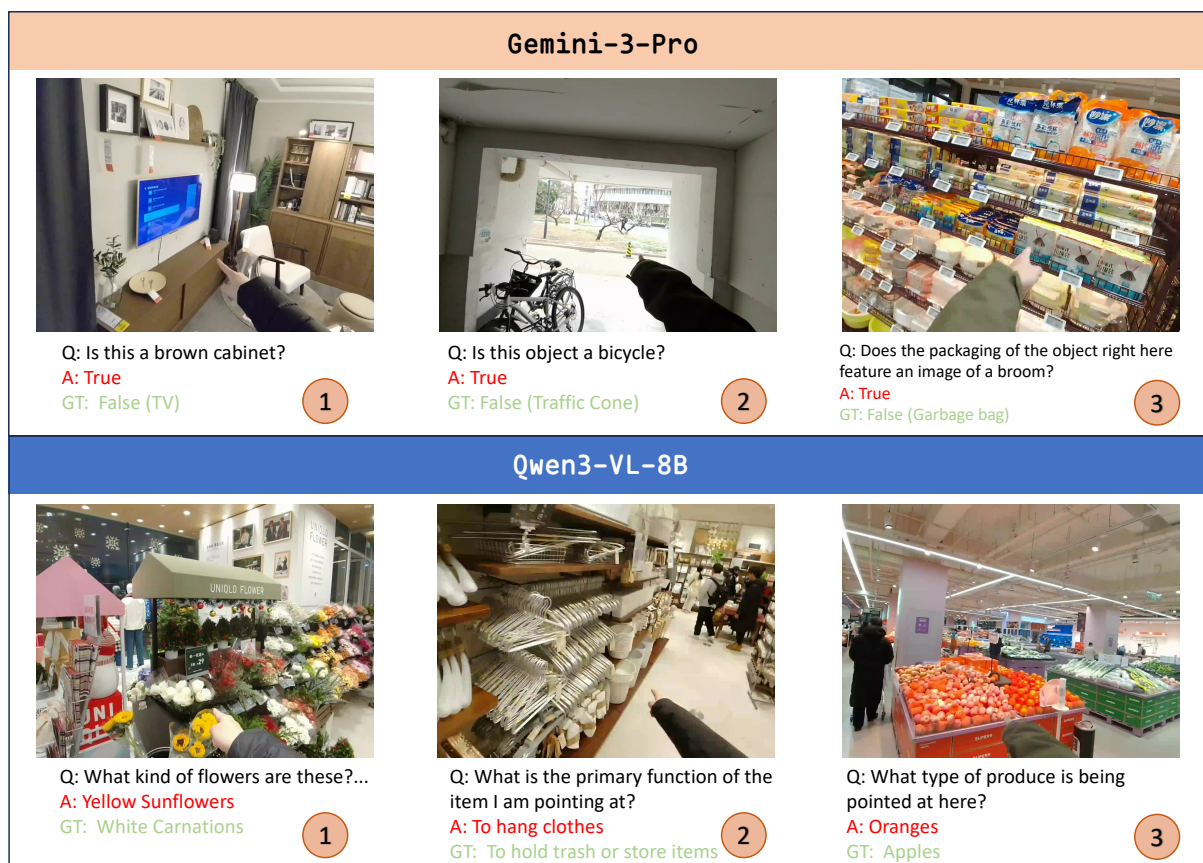 Gemini-3-Pro
Q: Is this a brown cabinet?
A: True
GT: False (TV)
1
Q: Is this object a bicycle?
A: True
GT: False (Traffic Cone)
2
Q: Does the packaging of the object right here
feature an image of a broom?
A: True
GT: False (Garbage bag)
3
Qwen3-VL-8B
UNIQLO FLOWER
UNIQLO
FLOWER
UNI
29
Q: What kind of flowers are these?...
A: Yellow Sunflowers
GT: White Carnations
1
Q: What is the primary function of the
item I am pointing at?
A: To hang clothes
GT: To hold trash or store items
2
Q: What type of produce is being
pointed at here?
A: Oranges
GT: Apples
3